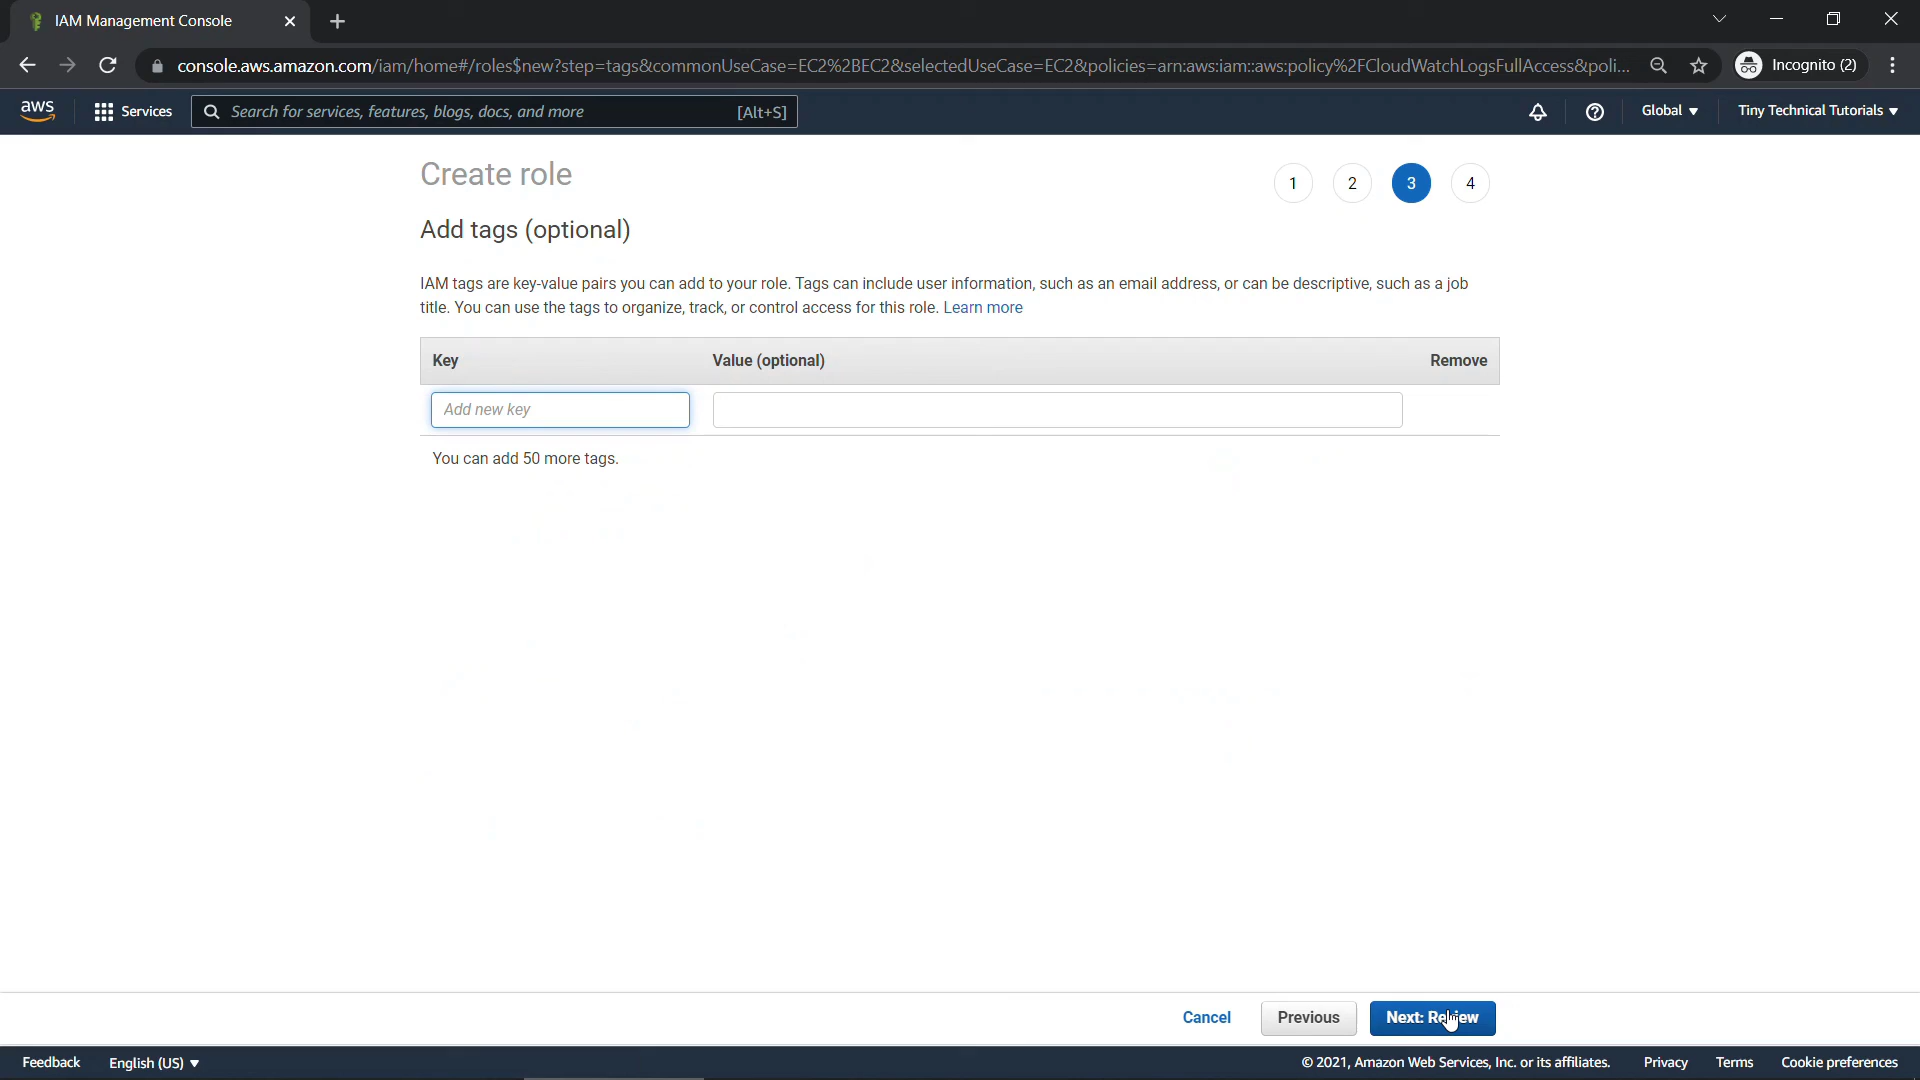 IAM Management Console
console.aws.amazon.com/iam/home#/roles$new?step=tags&commonUseCase=EC2%2BEC2&selectedUseCase=EC2&policies=arn:aws:iam::aws:policy%2FCloudWatchLogsFullAccess&poli...
Incognito (2)
aws
Services
Search for services, features, blogs, docs, and more
[Alt+S]
Global
Tiny Technical Tutorials
Create role
1 2 3 4
Add tags (optional)
IAM tags are key-value pairs you can add to your role. Tags can include user information, such as an email address, or can be descriptive, such as a job
title. You can use the tags to organize, track, or control access for this role. Learn more
Key Value (optional) Remove
Add new key
You can add 50 more tags.
Cancel Previous Next: Review
Feedback English (US) © 2021, Amazon Web Services, Inc. or its affiliates. Privacy Terms Cookie preferences